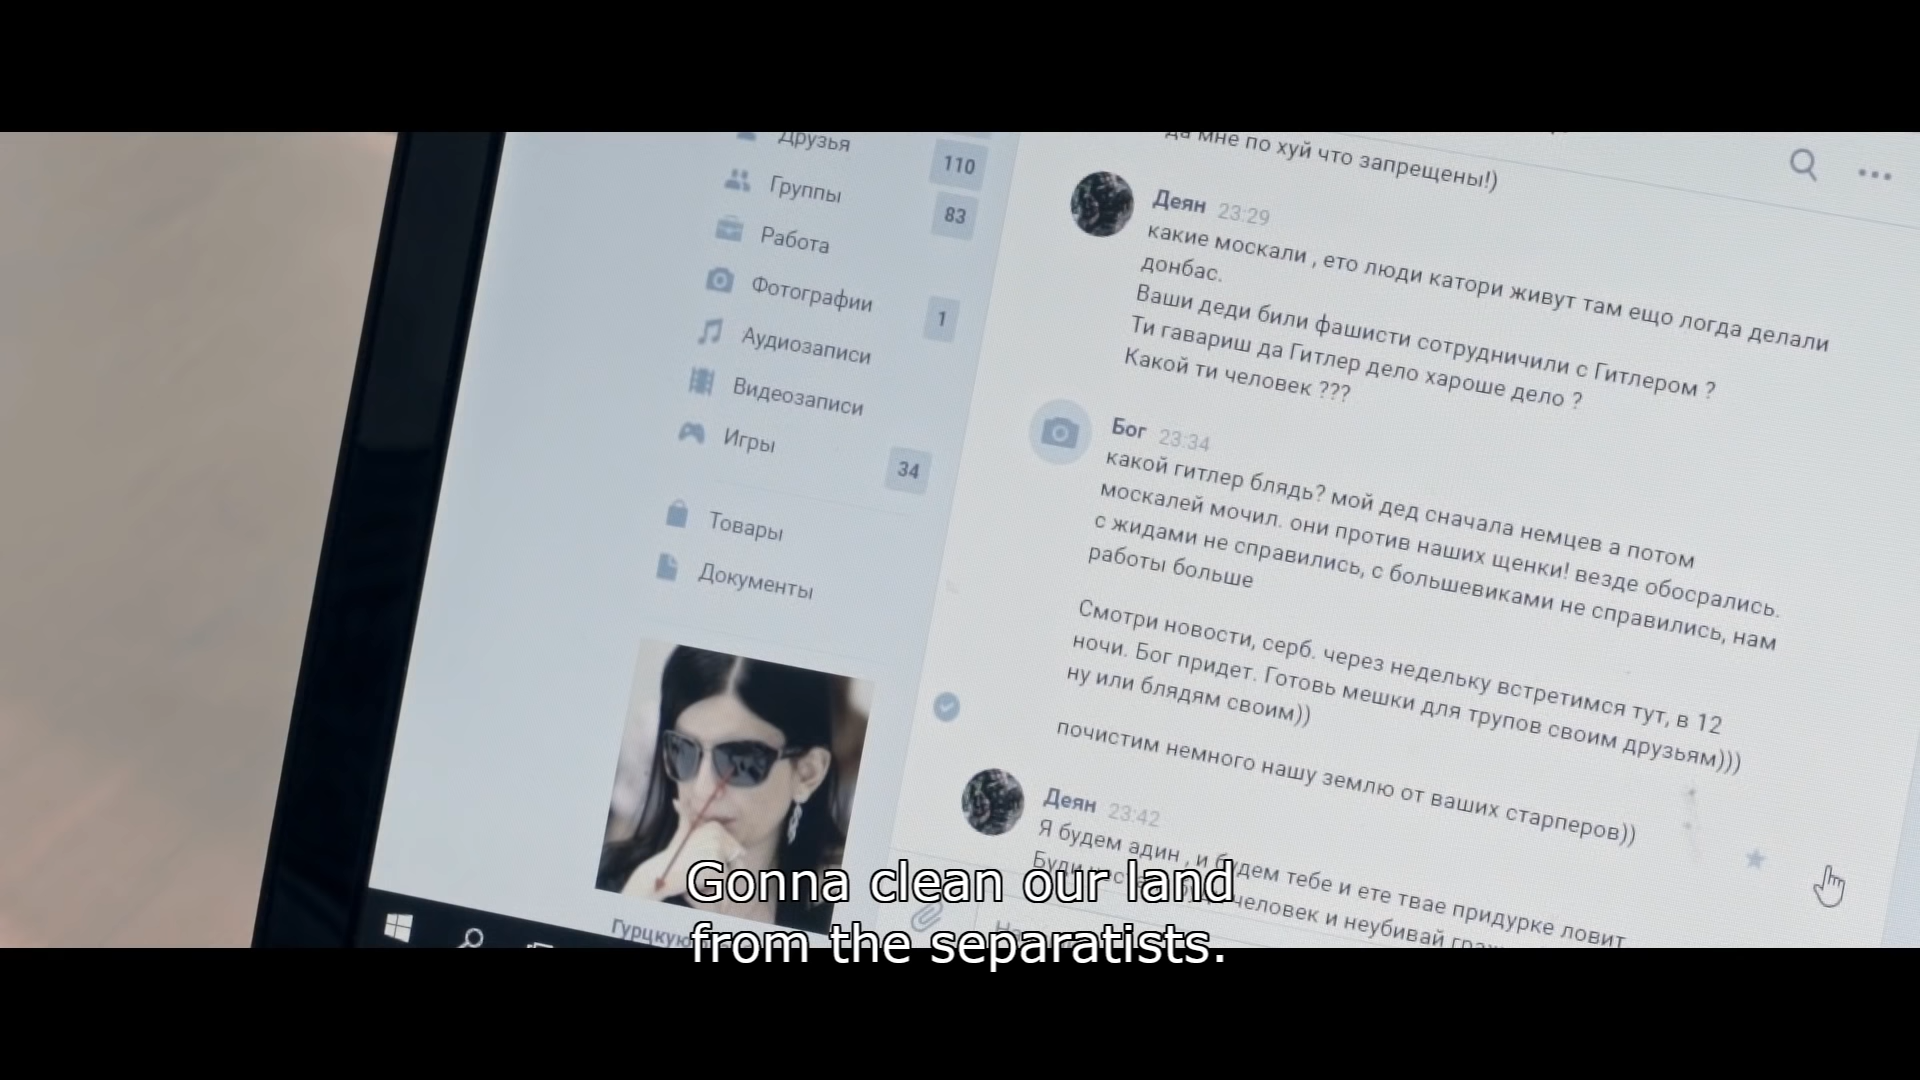 Друзья
110
Группы
83
Работа
Фотографии
1
Аудиозаписи
Видеозаписи
Игры
34
Товары
Документы
да мне по хуй что запрещены!)
Деян 23:29
какие москали , ето люди катори живут там ещо логда делали
донбас.
Ваши деди били фашисти сотрудничили с Гитлером ?
Ти гавариш да Гитлер дело хароше дело ?
Какой ти человек ???
Бог 23:34
какой гитлер блядь? мой дед сначала немцев а потом
москалей мочил. они против наших щенки! везде обосрались.
с жидами не справились, с большевиками не справились, нам
работы больше
Смотри новости, серб. через недельку встретимся тут, в 12
ночи. Бог придет. Готовь мешки для трупов своим друзьям)))
ну или блядям своим))
почистим немного нашу землю от ваших старперов))
Деян 23:42
Я будем адин , и будем тебе и ете твае придурке ловит
Буди человек и неубивай
Gonna clean our land
from the separatists.